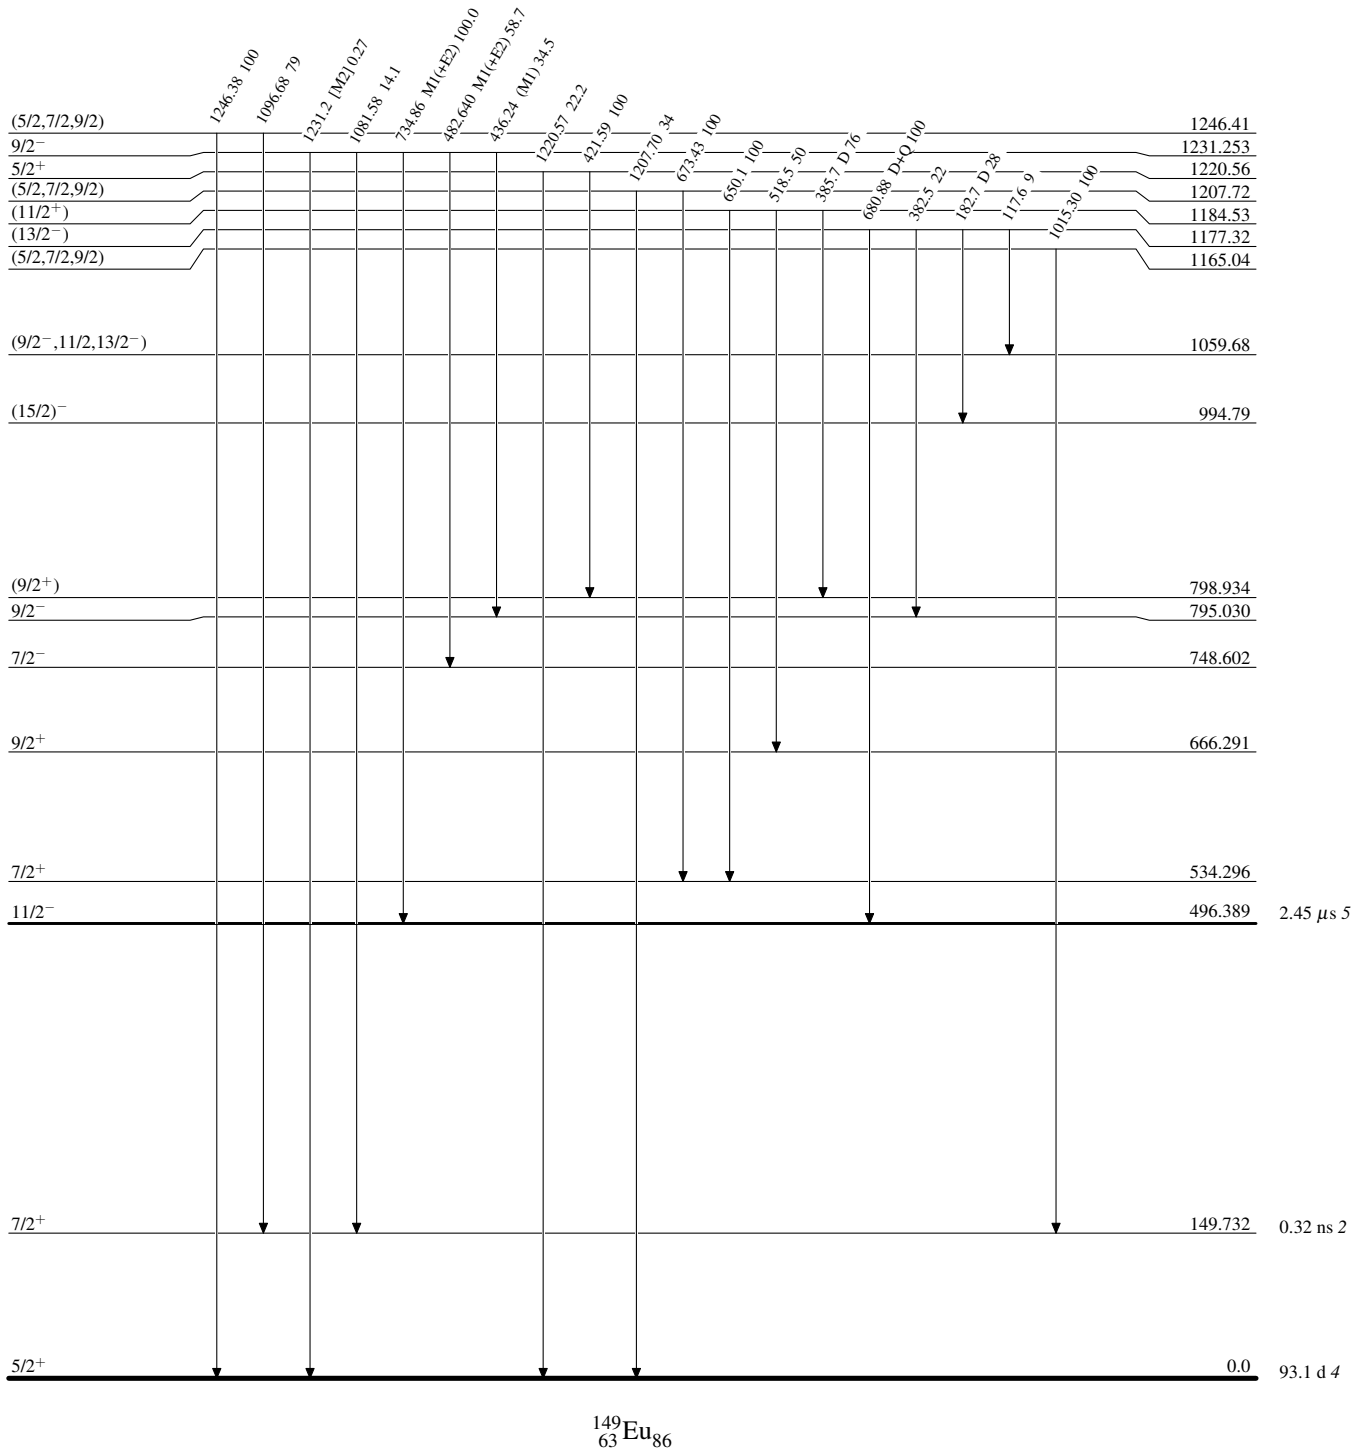 1246.38 100
1096.68 79
1231.2 [M2] 0.27
1081.58 14.1
734.86 M1(+E2) 100.0
482.640 M1(+E2) 58.7
436.24 (M1) 34.5
1220.57 22.2
421.59 100
1207.70 34
673.43 100
650.1 100
518.5 50
385.7 D 76
680.88 D+Q 100
382.5 22
182.7 D 28
117.6 9
1015.30 100
(5/2,7/2,9/2) 1246.41
9/2⁻ 1231.253
5/2⁺ 1220.56
(5/2,7/2,9/2) 1207.72
(11/2⁺) 1184.53
(13/2⁻) 1177.32
(5/2,7/2,9/2) 1165.04
(9/2⁻,11/2,13/2⁻) 1059.68
(15/2)⁻ 994.79
(9/2⁺) 798.934
9/2⁻ 795.030
7/2⁻ 748.602
9/2⁺ 666.291
7/2⁺ 534.296
11/2⁻ 496.389 2.45 μs 5
7/2⁺ 149.732 0.32 ns 2
5/2⁺ 0.0 93.1 d 4
¹⁴⁹₆₃Eu₈₆